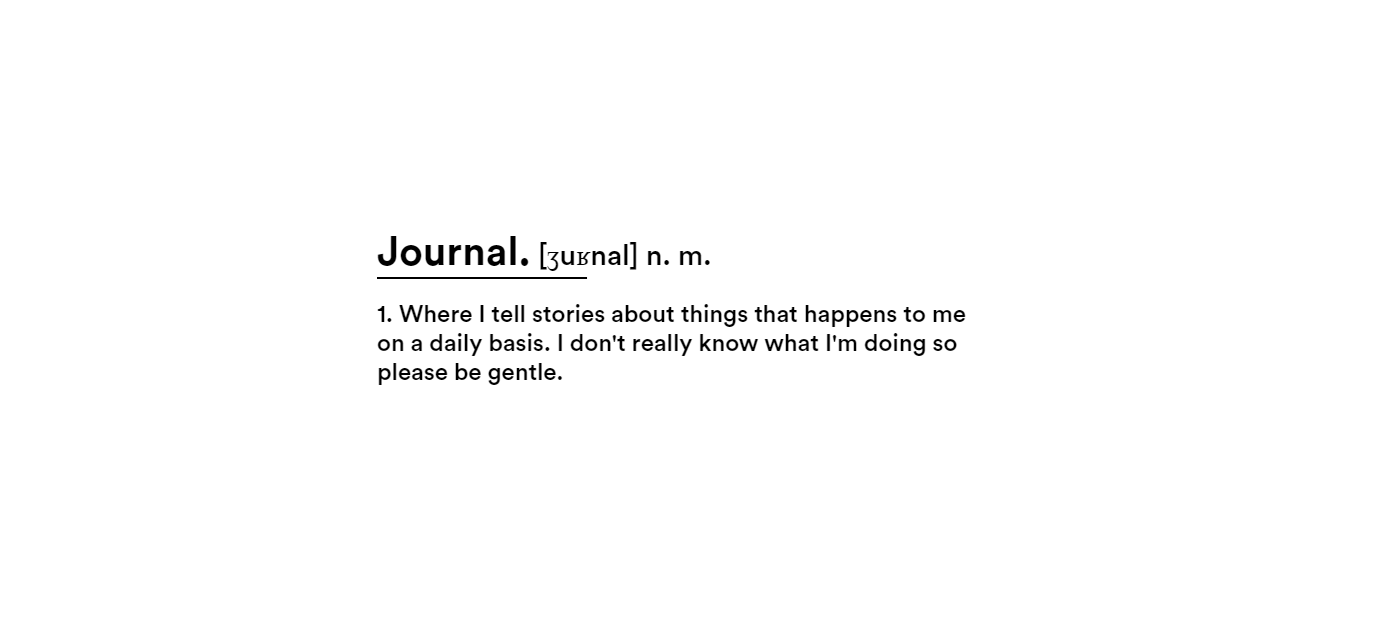 Journal. [ʒuʁnal] n. m.
1. Where I tell stories about things that happens to me
on a daily basis. I don't really know what I'm doing so
please be gentle.